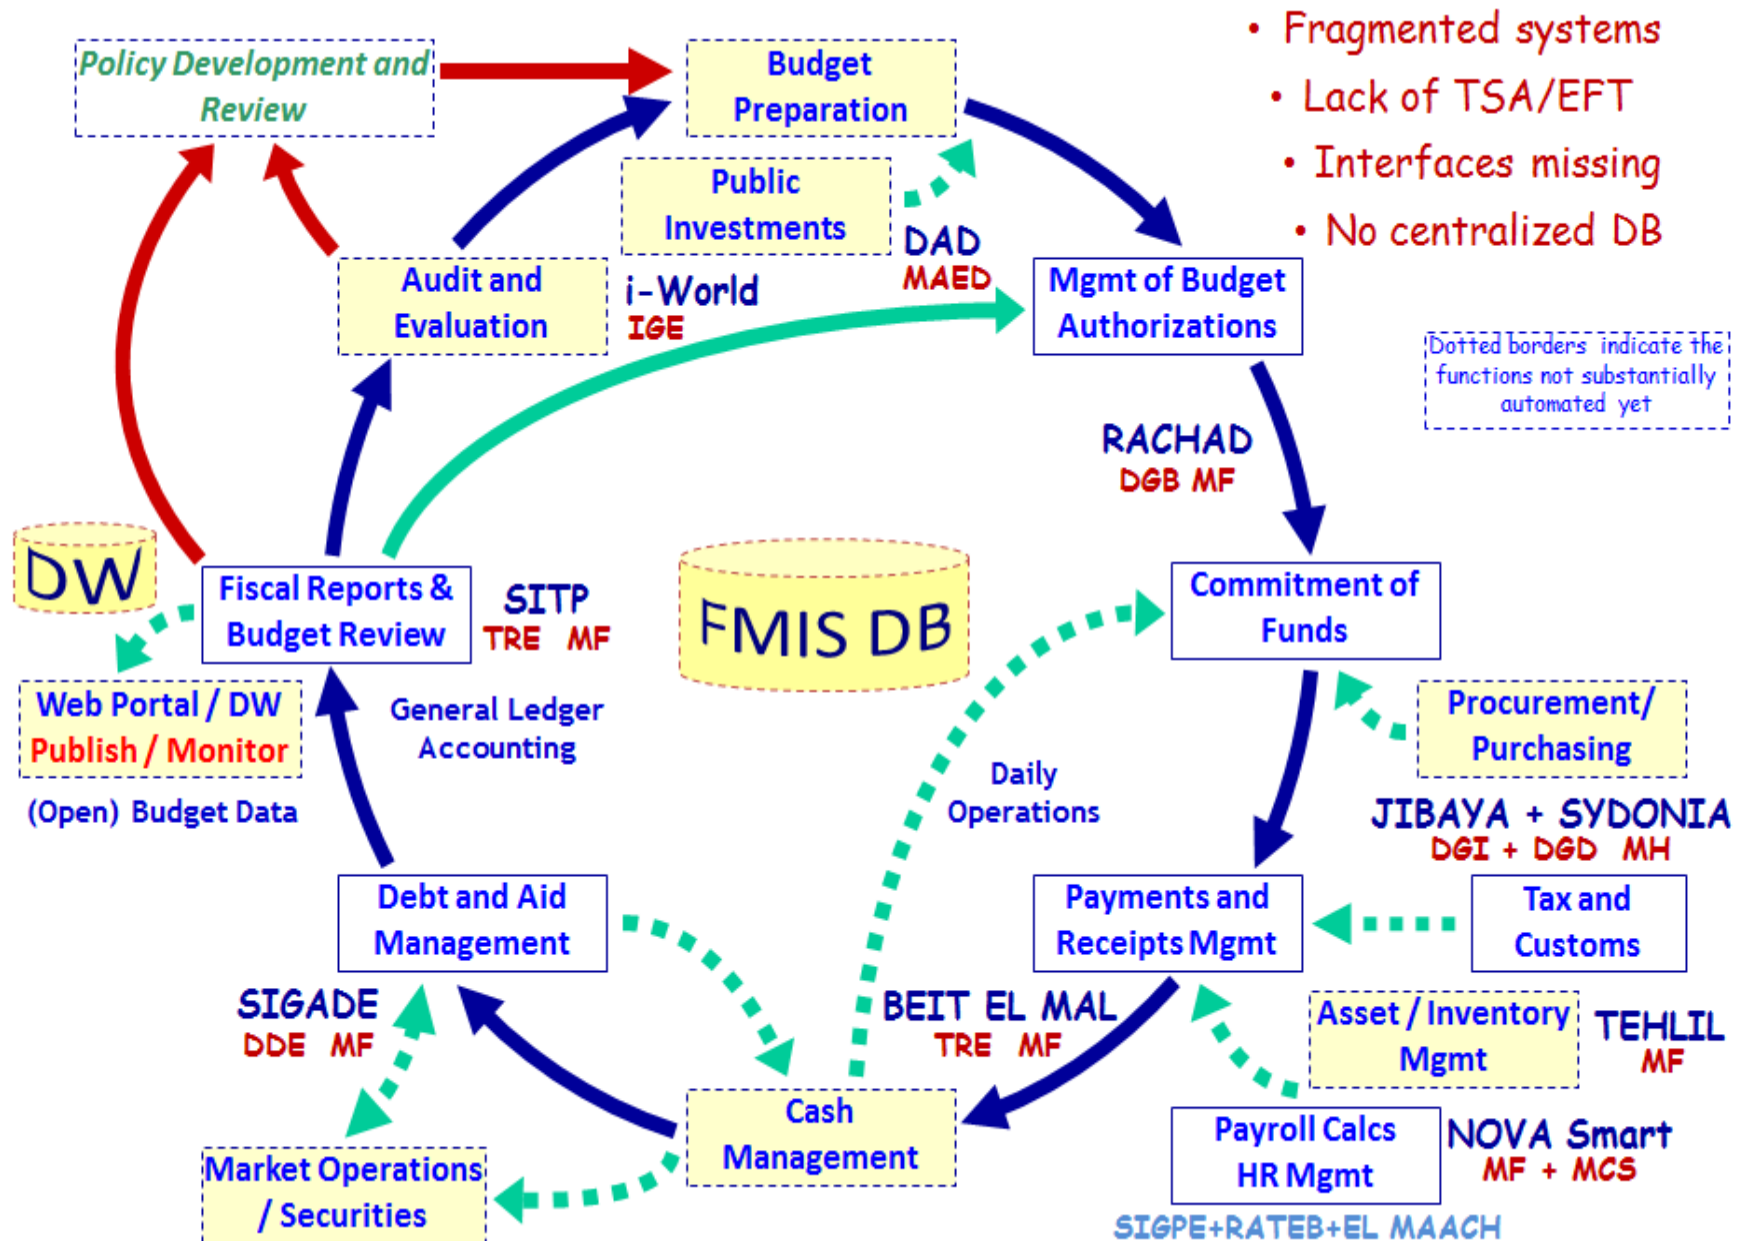 • Fragmented systems
• Lack of TSA/EFT
• Interfaces missing
• No centralized DB
Policy Development and
Review
Budget
Preparation
Public
Investments
DAD
MAED
Audit and
Evaluation
i-World
IGE
Mgmt of Budget
Authorizations
Dotted borders indicate the
functions not substantially
automated yet
RACHAD
DGB MF
DW
Fiscal Reports &
Budget Review
SITP
TRE MF
FMIS DB
Commitment of
Funds
Web Portal / DW
Publish / Monitor
(Open) Budget Data
General Ledger
Accounting
Daily
Operations
Procurement/
Purchasing
JIBAYA + SYDONIA
DGI + DGD MH
Debt and Aid
Management
Payments and
Receipts Mgmt
Tax and
Customs
SIGADE
DDE MF
BEIT EL MAL
TRE MF
Asset / Inventory
Mgmt
TEHLIL
MF
Cash
Management
Payroll Calcs
HR Mgmt
NOVA Smart
MF + MCS
Market Operations
/ Securities
SIGPE+RATEB+EL MAACH